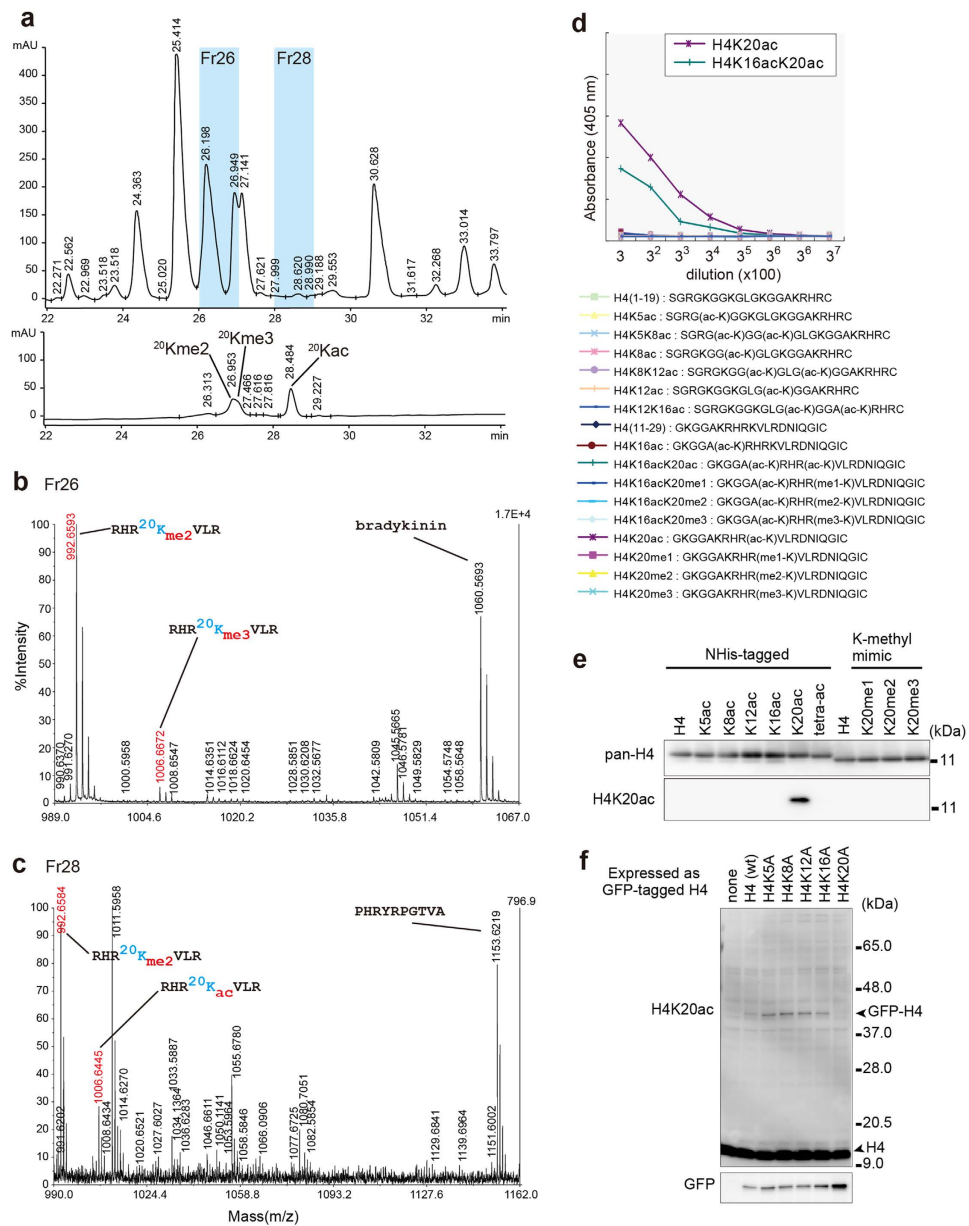 a
mAU
400
350
300
250
200
150
100
50
0
Fr26
Fr28
22.271
22.562
22.969
23.518
23.518
24.363
25.020
25.414
26.198
26.949
27.141
27.621
27.999
28.620
28.990
29.188
29.553
30.628
31.617
32.268
33.014
33.797
22
24
26
28
30
32
min
mAU
100
50
0
20Kme2
20Kme3
20Kac
26.313
26.953
27.466
27.616
27.816
28.484
29.227
22
24
26
28
30
32
min
b
Fr26
100
90
80
70
60
50
40
30
20
10
0
%Intensity
1.7E+4
992.6593
RHR20Kme2VLR
RHR20Kme3VLR
bradykinin
1060.5693
990.6370
991.6270
1000.5958
1006.6672
1008.6547
1014.6351
1016.6112
1018.6624
1020.6454
1028.5851
1030.6208
1032.5677
1042.5809
1045.5665
1046.5781
1049.5829
1054.5748
1058.5648
989.0
1004.6
1020.2
1035.8
1051.4
1067.0
c
Fr28
100
90
80
70
60
50
40
30
20
10
0
796.9
992.6584
1011.5958
RHR20Kme2VLR
RHR20KacVLR
PHRYRPGTVA
1153.6219
991.6202
1006.6445
1008.6434
1014.6270
1020.6521
1027.6027
1033.5887
1034.1364
1036.6283
1046.6611
1050.1141
1053.5964
1055.6780
1058.5846
1066.0906
1077.6725
1080.7051
1082.5854
1129.6841
1139.6964
1151.6002
990.0
1024.4
1058.8
1093.2
1127.6
1162.0
Mass(m/z)
d
H4K20ac
H4K16acK20ac
Absorbance (405 nm)
3
3²
3³
3⁴
3⁵
3⁶
3⁶
3⁷
dilution (x100)
H4(1-19) : SGRGKGGKGLGKGGAKRHRC
H4K5ac : SGRG(ac-K)GGKGLGKGGAKRHRC
H4K5K8ac : SGRG(ac-K)GG(ac-K)GLGKGGAKRHRC
H4K8ac : SGRGKGG(ac-K)GLGKGGAKRHRC
H4K8K12ac : SGRGKGG(ac-K)GLG(ac-K)GGAKRHRC
H4K12ac : SGRGKGGKGLG(ac-K)GGAKRHRC
H4K12K16ac : SGRGKGGKGLG(ac-K)GGA(ac-K)RHRC
H4(11-29) : GKGGAKRHRKVLRDNIQGIC
H4K16ac : GKGGA(ac-K)RHRKVLRDNIQGIC
H4K16acK20ac : GKGGA(ac-K)RHR(ac-K)VLRDNIQGIC
H4K16acK20me1 : GKGGA(ac-K)RHR(me1-K)VLRDNIQGIC
H4K16acK20me2 : GKGGA(ac-K)RHR(me2-K)VLRDNIQGIC
H4K16acK20me3 : GKGGA(ac-K)RHR(me3-K)VLRDNIQGIC
H4K20ac : GKGGAKRHR(ac-K)VLRDNIQGIC
H4K20me1 : GKGGAKRHR(me1-K)VLRDNIQGIC
H4K20me2 : GKGGAKRHR(me2-K)VLRDNIQGIC
H4K20me3 : GKGGAKRHR(me3-K)VLRDNIQGIC
e
NHis-tagged
K-methyl
mimic
H4
K5ac
K8ac
K12ac
K16ac
K20ac
tetra-ac
H4
K20me1
K20me2
K20me3
(kDa)
pan-H4
11
H4K20ac
11
f
Expressed as
GFP-tagged H4
none
H4 (wt)
H4K5A
H4K8A
H4K12A
H4K16A
H4K20A
(kDa)
65.0
48.0
H4K20ac
GFP-H4
37.0
28.0
20.5
H4
9.0
GFP